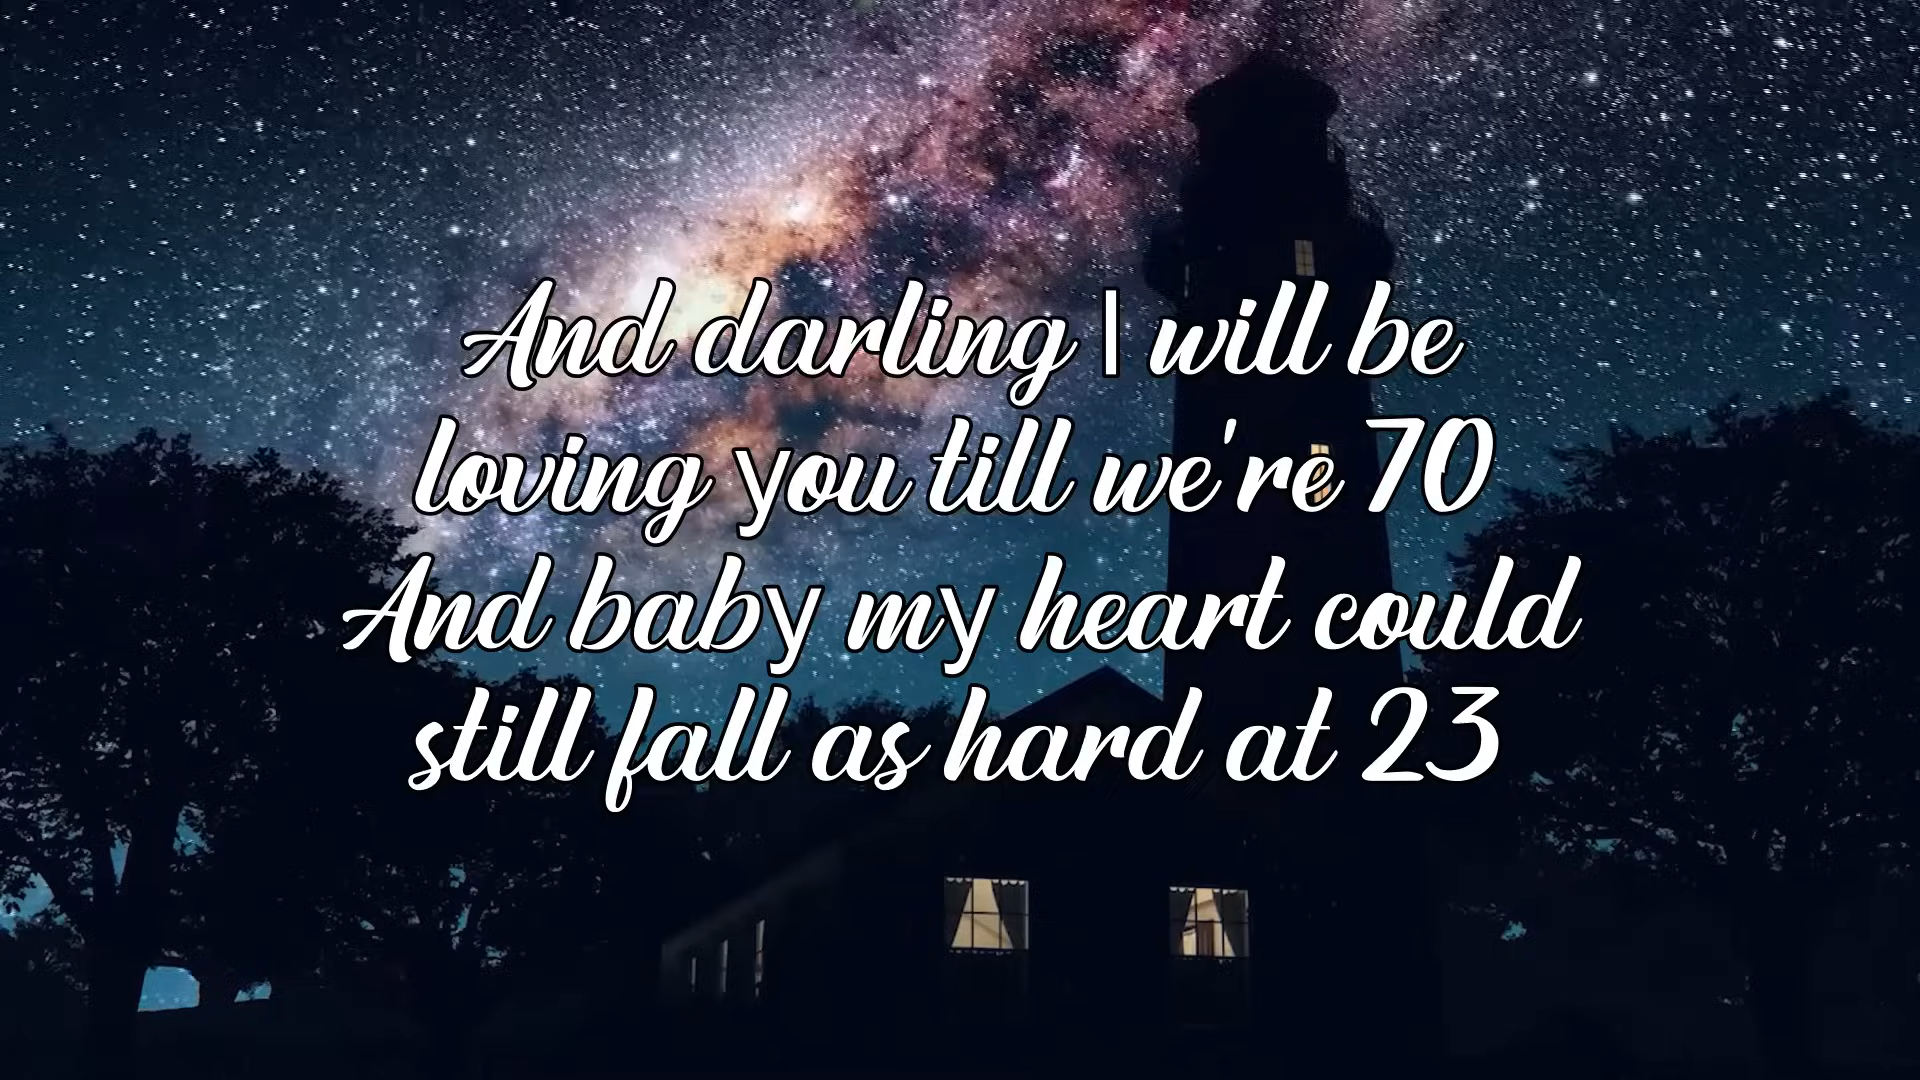 And darling I will be
loving you till we're 70
And baby my heart could
still fall as hard at 23